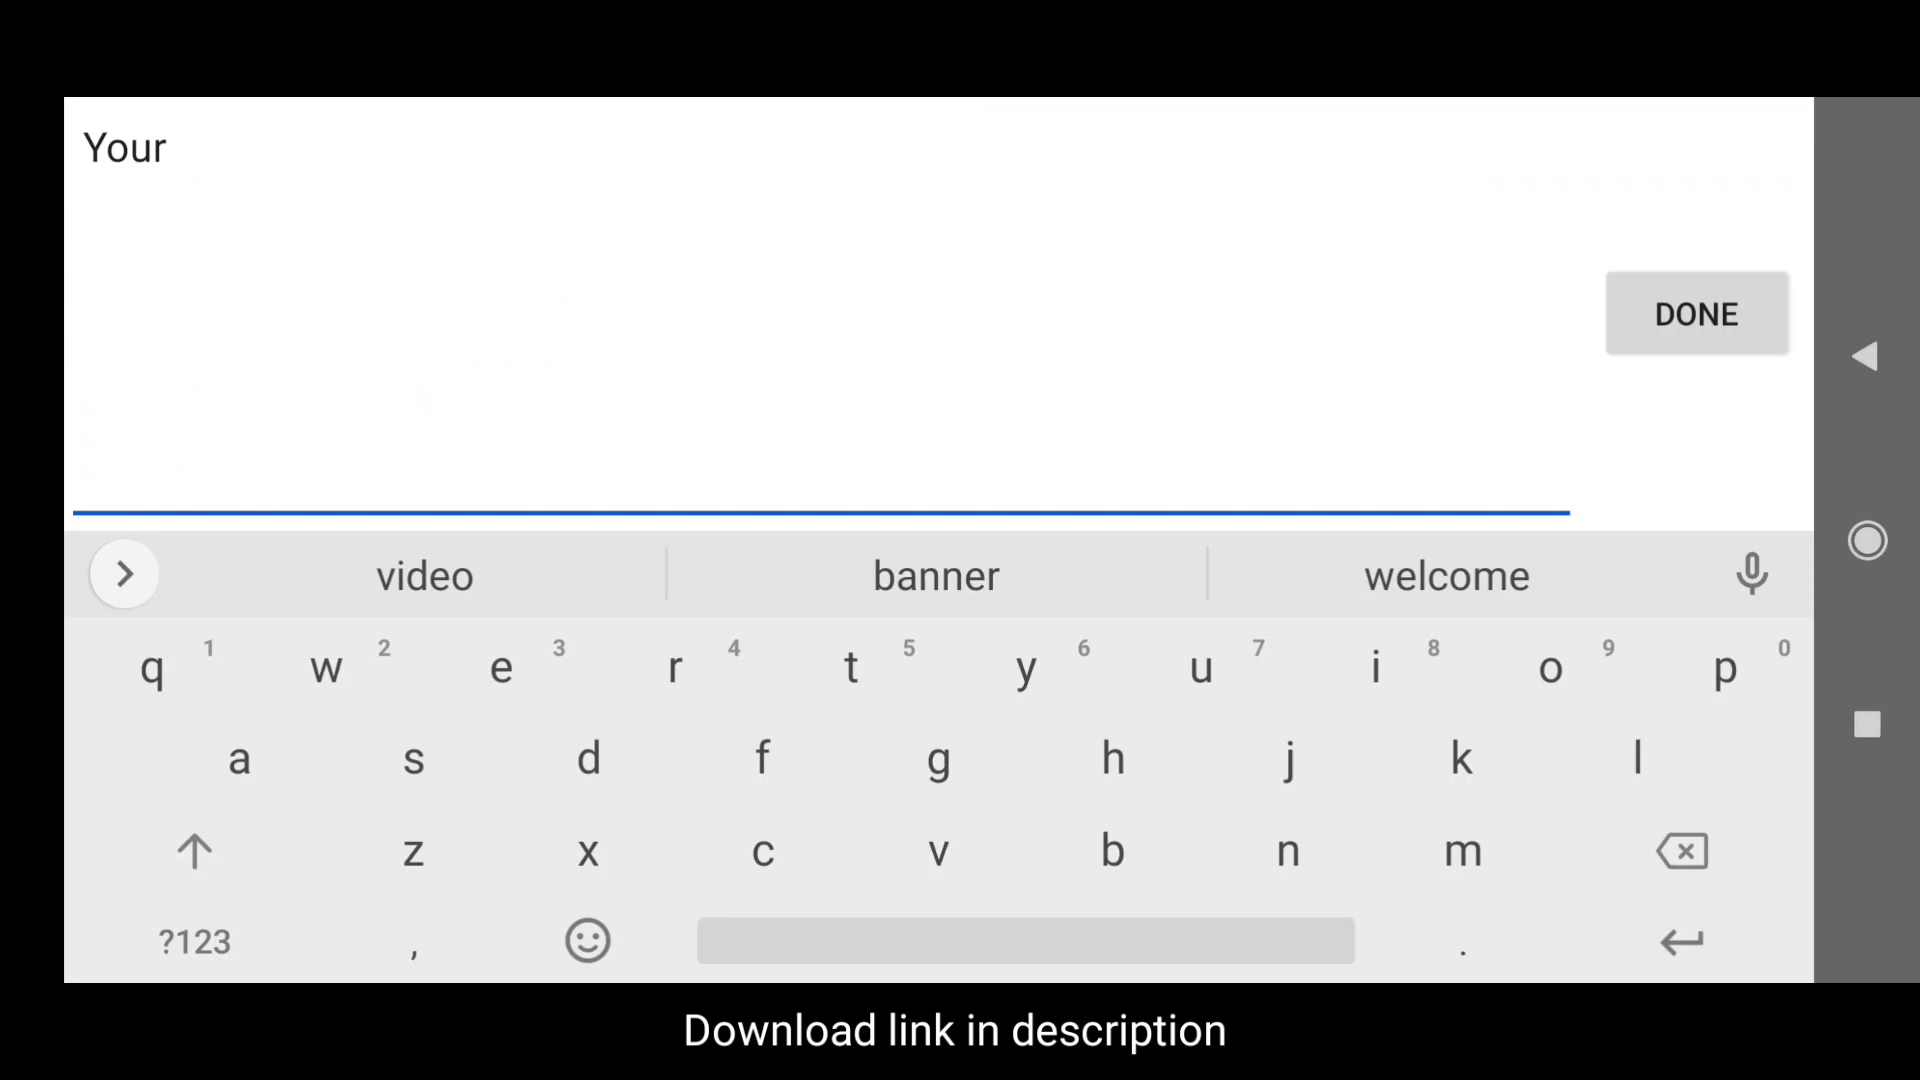 Your
DONE
video banner welcome
q 1 w 2 e 3 r 4 t 5 y 6 u 7 i 8 o 9 p 0
a s d f g h j k l
z x c v b n m
?123 , .
Download link in description